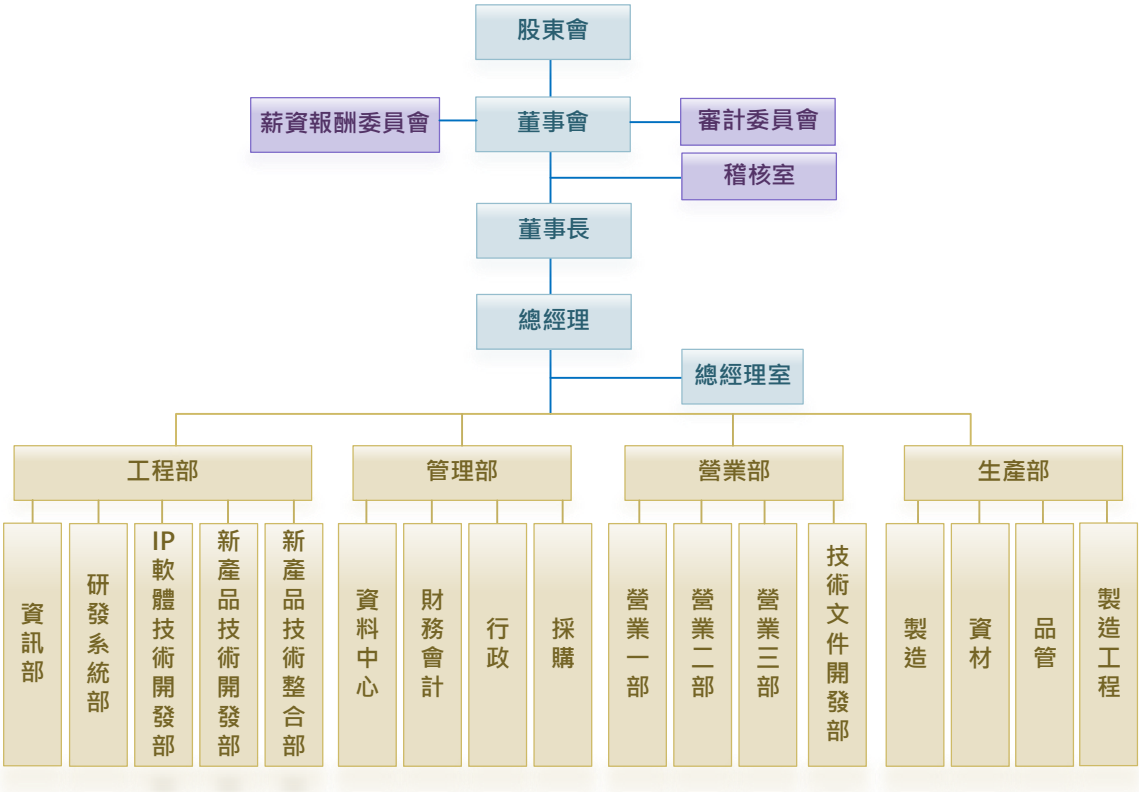 股東會
薪資報酬委員會
董事會
審計委員會
稽核室
董事長
總經理
總經理室
工程部
管理部
營業部
生產部
資訊部
研發系統部
IP軟體技術開發部
新產品技術開發部
新產品技術整合部
資料中心
財務會計
行政
採購
營業一部
營業二部
營業三部
技術文件開發部
製造
資材
品管
製造工程